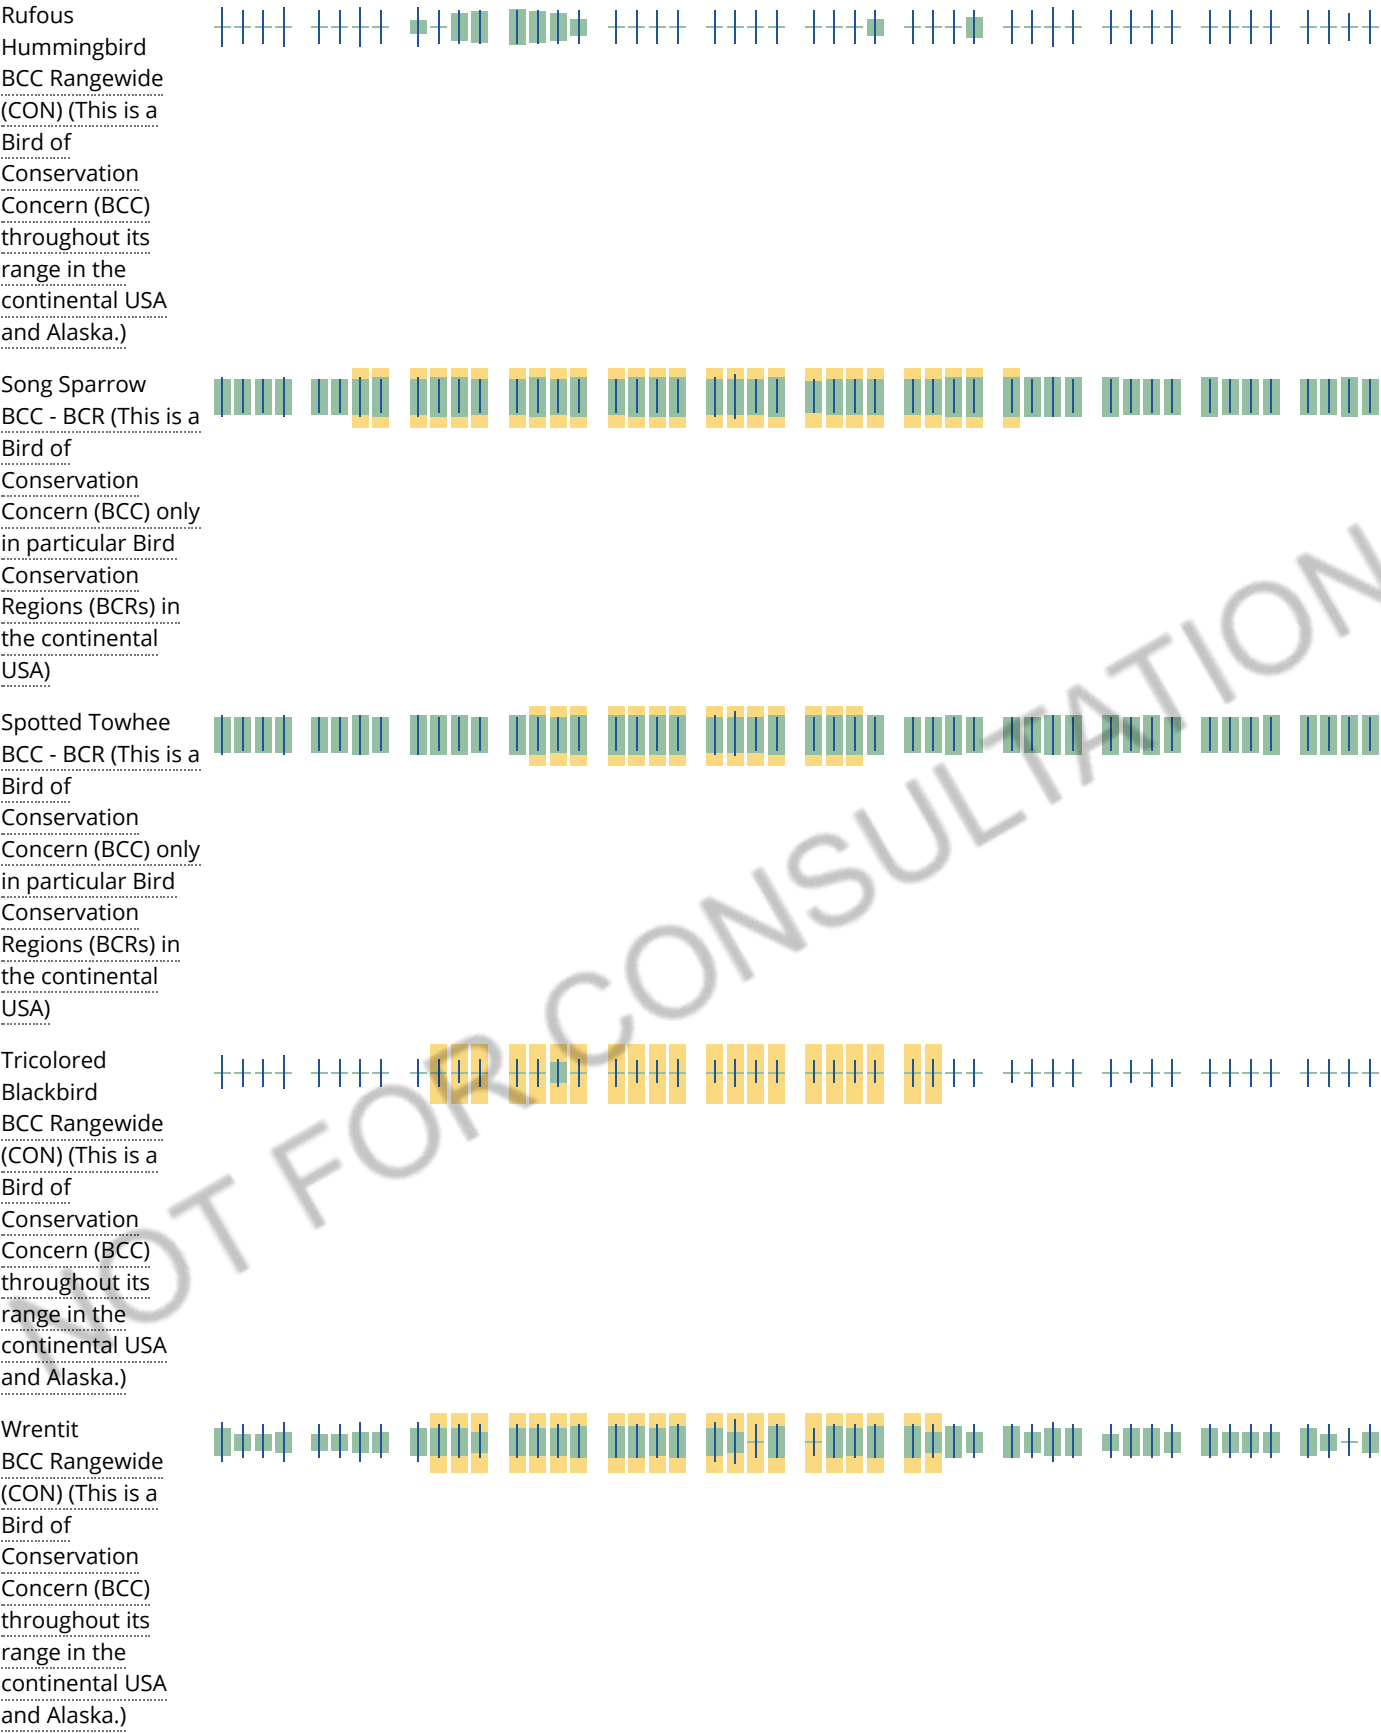 Rufous
Hummingbird
BCC Rangewide
(CON) (This is a
Bird of
Conservation
Concern (BCC)
throughout its
range in the
continental USA
and Alaska.)
Song Sparrow
BCC - BCR (This is a
Bird of
Conservation
Concern (BCC) only
in particular Bird
Conservation
Regions (BCRs) in
the continental
USA)
Spotted Towhee
BCC - BCR (This is a
Bird of
Conservation
Concern (BCC) only
in particular Bird
Conservation
Regions (BCRs) in
the continental
USA)
Tricolored
Blackbird
BCC Rangewide
(CON) (This is a
Bird of
Conservation
Concern (BCC)
throughout its
range in the
continental USA
and Alaska.)
Wrentit
BCC Rangewide
(CON) (This is a
Bird of
Conservation
Concern (BCC)
throughout its
range in the
continental USA
and Alaska.)
NOT FOR CONSULTATION